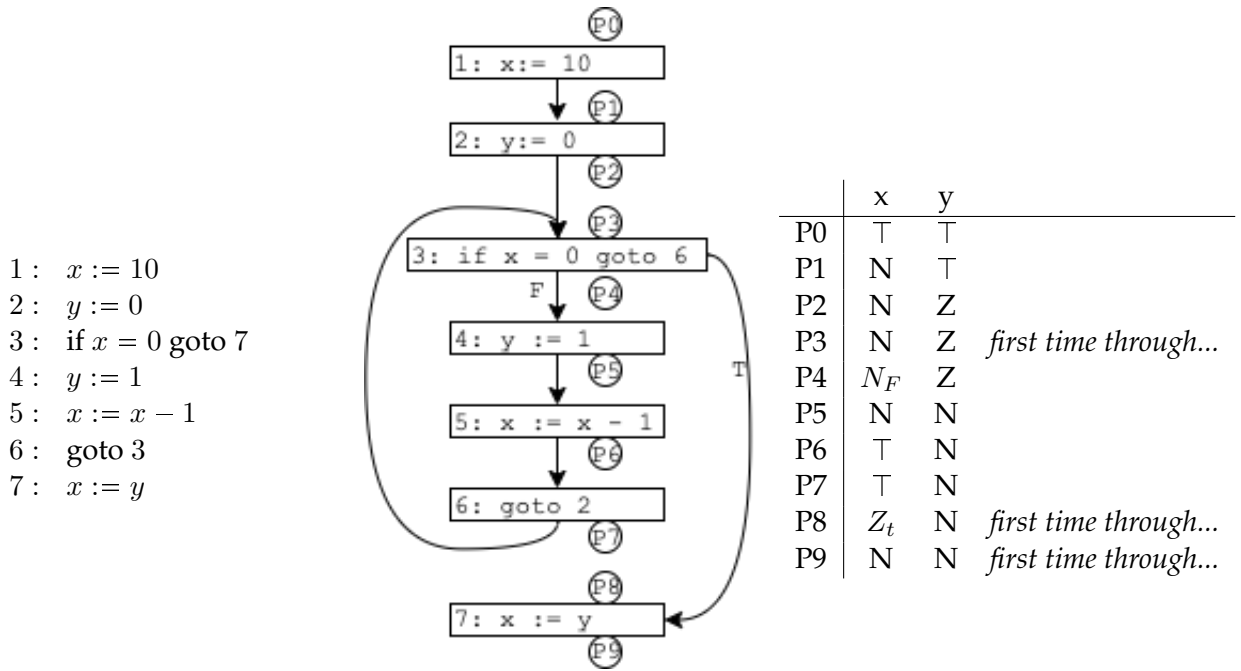 1 : x := 10
2 : y := 0
3 : if x = 0 goto 7
4 : y := 1
5 : x := x − 1
6 : goto 3
7 : x := y
P0
1: x:= 10
P1
2: y:= 0
P2
P3
3: if x = 0 goto 6
F P4
4: y := 1
P5
T
5: x := x - 1
P6
6: goto 2
P7
P8
7: x := y
P9
x y
P0 ⊤ ⊤
P1 N ⊤
P2 N Z
P3 N Z first time through...
P4 N_F Z
P5 N N
P6 ⊤ N
P7 ⊤ N
P8 Z_t N first time through...
P9 N N first time through...